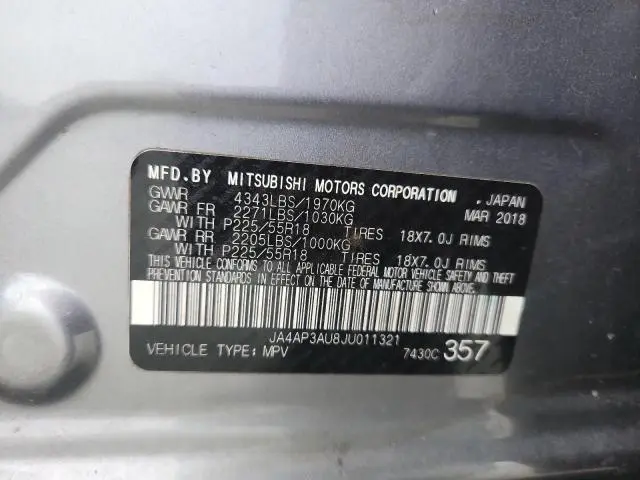 MFD. BY MITSUBISHI MOTORS CORPORATION , JAPAN
GVWR 4343LBS/1970KG MAR 2018
GAWR FR 2271LBS/1030KG
WITH P225/55R18 TIRES 18X7.0J RIMS
GAWR RR 2205LBS/1000KG
WITH P225/55R18 TIRES 18X7.0J RIMS
THIS VEHICLE CONFORMS TO ALL APPLICABLE FEDERAL MOTOR VEHICLE SAFETY AND THEFT
PREVENTION STANDARDS IN EFFECT ON THE DATE OF MANUFACTURE SHOWN ABOVE.
JA4AP3AU8JU011321
VEHICLE TYPE: MPV 7430C 357